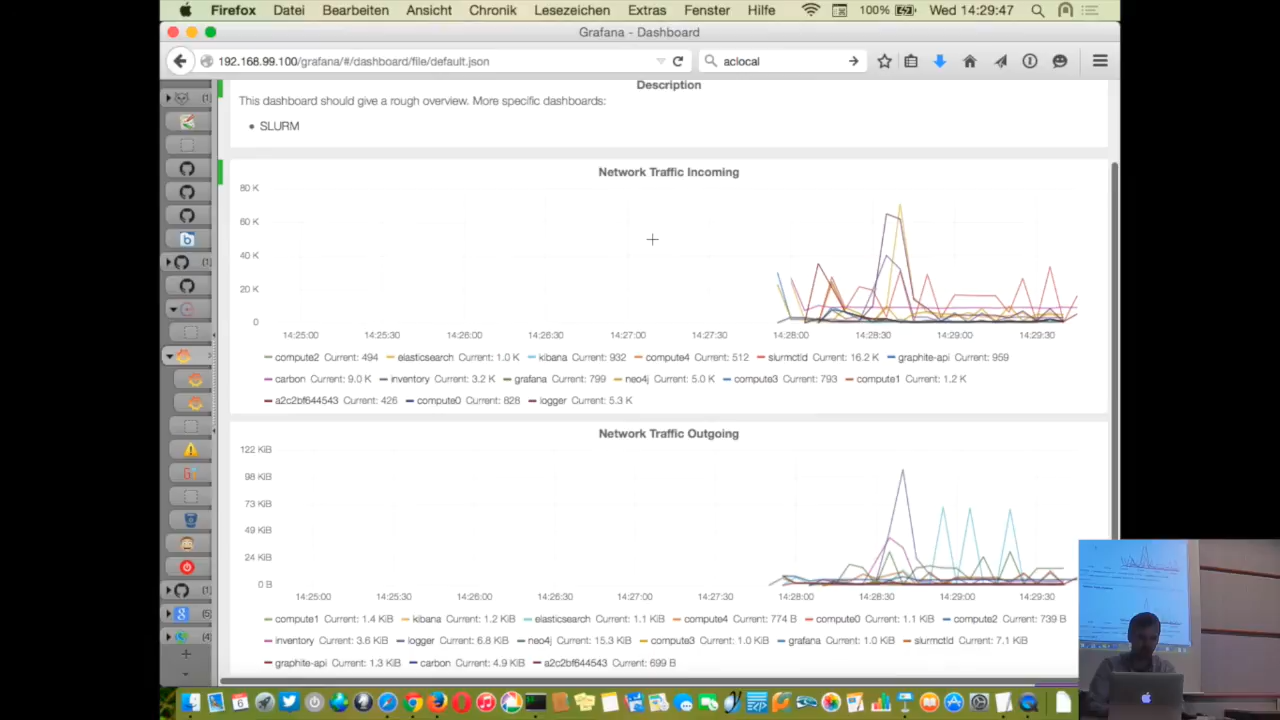 Firefox Datei Bearbeiten Ansicht Chronik Lesezeichen Extras Fenster Hilfe 100% Wed 14:29:47
Grafana - Dashboard
192.168.99.100/grafana/#/dashboard/file/default.json aclocal
Description
This dashboard should give a rough overview. More specific dashboards:
• SLURM
Network Traffic Incoming
80 K
60 K
40 K
20 K
0
14:25:00 14:25:30 14:26:00 14:26:30 14:27:00 14:27:30 14:28:00 14:28:30 14:29:00 14:29:30
compute2 Current: 494 elasticsearch Current: 1.0 K kibana Current: 932 compute4 Current: 512 slurmctld Current: 16.2 K graphite-api Current: 959
carbon Current: 9.0 K inventory Current: 3.2 K grafana Current: 799 neo4j Current: 5.0 K compute3 Current: 793 compute1 Current: 1.2 K
a2c2bf644543 Current: 426 compute0 Current: 828 logger Current: 5.3 K
Network Traffic Outgoing
122 KiB
98 KiB
73 KiB
49 KiB
24 KiB
0 B
14:25:00 14:25:30 14:26:00 14:26:30 14:27:00 14:27:30 14:28:00 14:28:30 14:29:00 14:29:30
compute1 Current: 1.4 KiB kibana Current: 1.2 KiB elasticsearch Current: 1.1 KiB compute4 Current: 774 B compute0 Current: 1.1 KiB compute2 Current: 739 B
inventory Current: 3.6 KiB logger Current: 6.8 KiB neo4j Current: 15.3 KiB compute3 Current: 1.0 KiB grafana Current: 1.0 KiB slurmctld Current: 7.1 KiB
graphite-api Current: 1.3 KiB carbon Current: 4.9 KiB a2c2bf644543 Current: 699 B